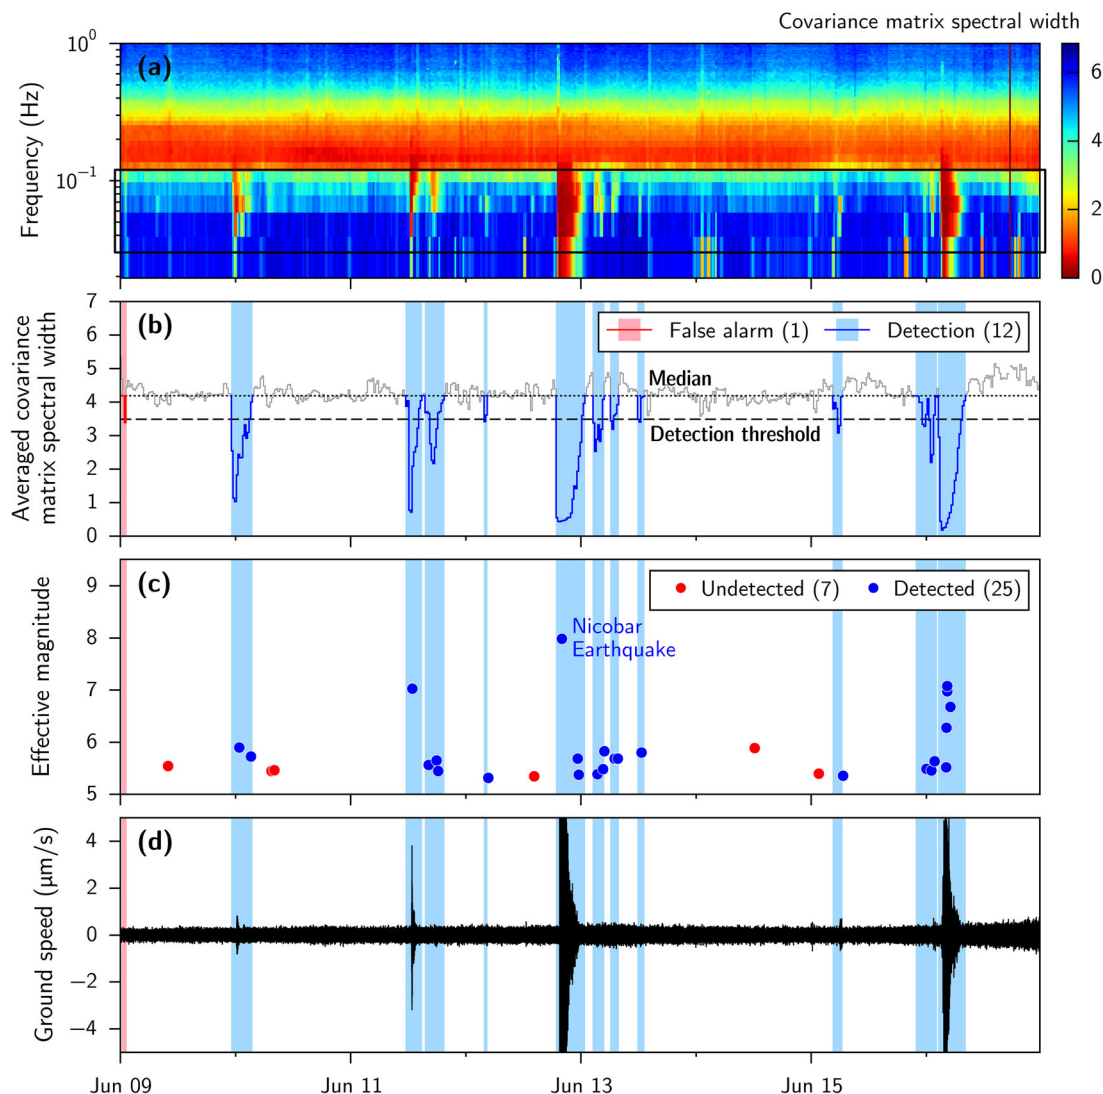 Covariance matrix spectral width
(a)
Frequency (Hz)
10⁰
10⁻¹
6
4
2
0
(b)
Averaged covariance
matrix spectral width
7
6
5
4
3
2
1
0
False alarm (1)
Detection (12)
Median
Detection threshold
(c)
Effective magnitude
9
8
7
6
5
Undetected (7)
Detected (25)
Nicobar
Earthquake
(d)
Ground speed (μm/s)
4
2
0
−2
−4
Jun 09
Jun 11
Jun 13
Jun 15